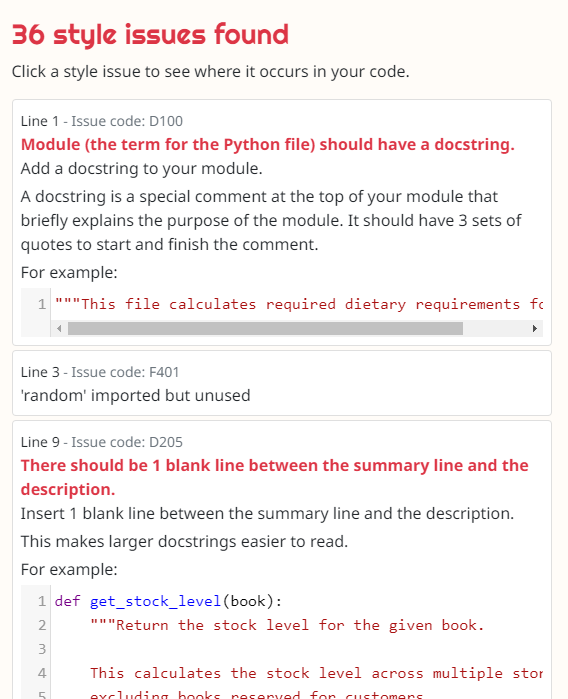 36 style issues found
Click a style issue to see where it occurs in your code.
Line 1 - Issue code: D100
Module (the term for the Python file) should have a docstring.
Add a docstring to your module.
A docstring is a special comment at the top of your module that
briefly explains the purpose of the module. It should have 3 sets of
quotes to start and finish the comment.
For example:
1 """This file calculates required dietary requirements fo
Line 3 - Issue code: F401
'random' imported but unused
Line 9 - Issue code: D205
There should be 1 blank line between the summary line and the
description.
Insert 1 blank line between the summary line and the description.
This makes larger docstrings easier to read.
For example:
1 def get_stock_level(book):
2     """Return the stock level for the given book.
3
4     This calculates the stock level across multiple stor
5     excluding books reserved for customers